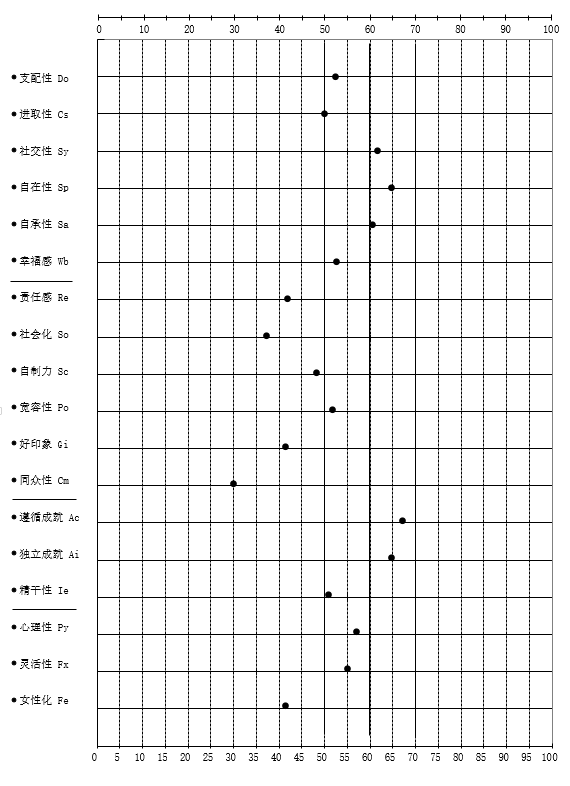 0 10 20 30 40 50 60 70 80 90 100
● 支配性 Do
● 进取性 Cs
● 社交性 Sy
● 自在性 Sp
● 自承性 Sa
● 幸福感 Wb
● 责任感 Re
● 社会化 So
● 自制力 Sc
● 宽容性 Po
● 好印象 Gi
● 同众性 Cm
● 遵循成就 Ac
● 独立成就 Ai
● 精干性 Ie
● 心理性 Py
● 灵活性 Fx
● 女性化 Fe
0 5 10 15 20 25 30 35 40 45 50 55 60 65 70 75 80 85 90 95 100